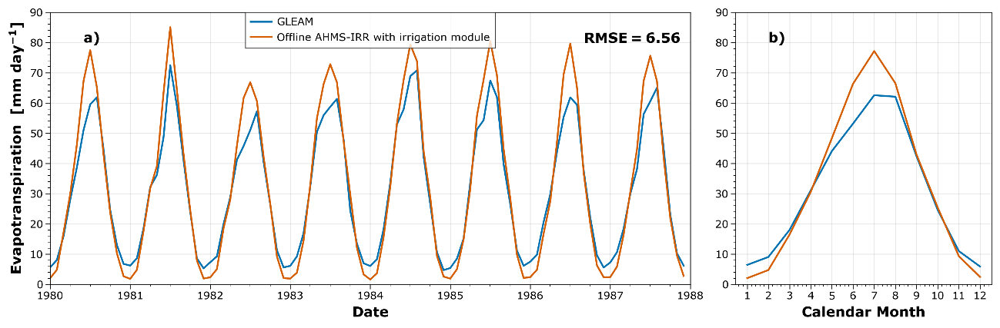 GLEAM
Offline AHMS-IRR with irrigation module
a)
RMSE = 6.56
b)
Evapotranspiration [mm day⁻¹]
90
80
70
60
50
40
30
20
10
0
1980 1981 1982 1983 1984 1985 1986 1987 1988
Date
90
80
70
60
50
40
30
20
10
0
1 2 3 4 5 6 7 8 9 10 11 12
Calendar Month